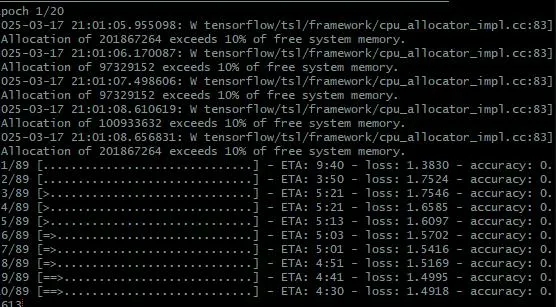 poch 1/20
025-03-17 21:01:05.955098: W tensorflow/tsl/framework/cpu_allocator_impl.cc:83]
Allocation of 201867264 exceeds 10% of free system memory.
025-03-17 21:01:06.170087: W tensorflow/tsl/framework/cpu_allocator_impl.cc:83]
Allocation of 97329152 exceeds 10% of free system memory.
025-03-17 21:01:07.498606: W tensorflow/tsl/framework/cpu_allocator_impl.cc:83]
Allocation of 97329152 exceeds 10% of free system memory.
025-03-17 21:01:08.610619: W tensorflow/tsl/framework/cpu_allocator_impl.cc:83]
Allocation of 100933632 exceeds 10% of free system memory.
025-03-17 21:01:08.656831: W tensorflow/tsl/framework/cpu_allocator_impl.cc:83]
Allocation of 201867264 exceeds 10% of free system memory.
1/89 [..............................] - ETA: 9:40 - loss: 1.3830 - accuracy: 0.
2/89 [..............................] - ETA: 3:50 - loss: 1.7524 - accuracy: 0.
3/89 [>.............................] - ETA: 5:21 - loss: 1.7546 - accuracy: 0.
4/89 [>.............................] - ETA: 5:21 - loss: 1.6585 - accuracy: 0.
5/89 [>.............................] - ETA: 5:13 - loss: 1.6097 - accuracy: 0.
6/89 [=>............................] - ETA: 5:03 - loss: 1.5702 - accuracy: 0.
7/89 [=>............................] - ETA: 5:01 - loss: 1.5416 - accuracy: 0.
8/89 [=>............................] - ETA: 4:51 - loss: 1.5169 - accuracy: 0.
9/89 [==>...........................] - ETA: 4:41 - loss: 1.4995 - accuracy: 0.
0/89 [==>...........................] - ETA: 4:30 - loss: 1.4918 - accuracy: 0.
613